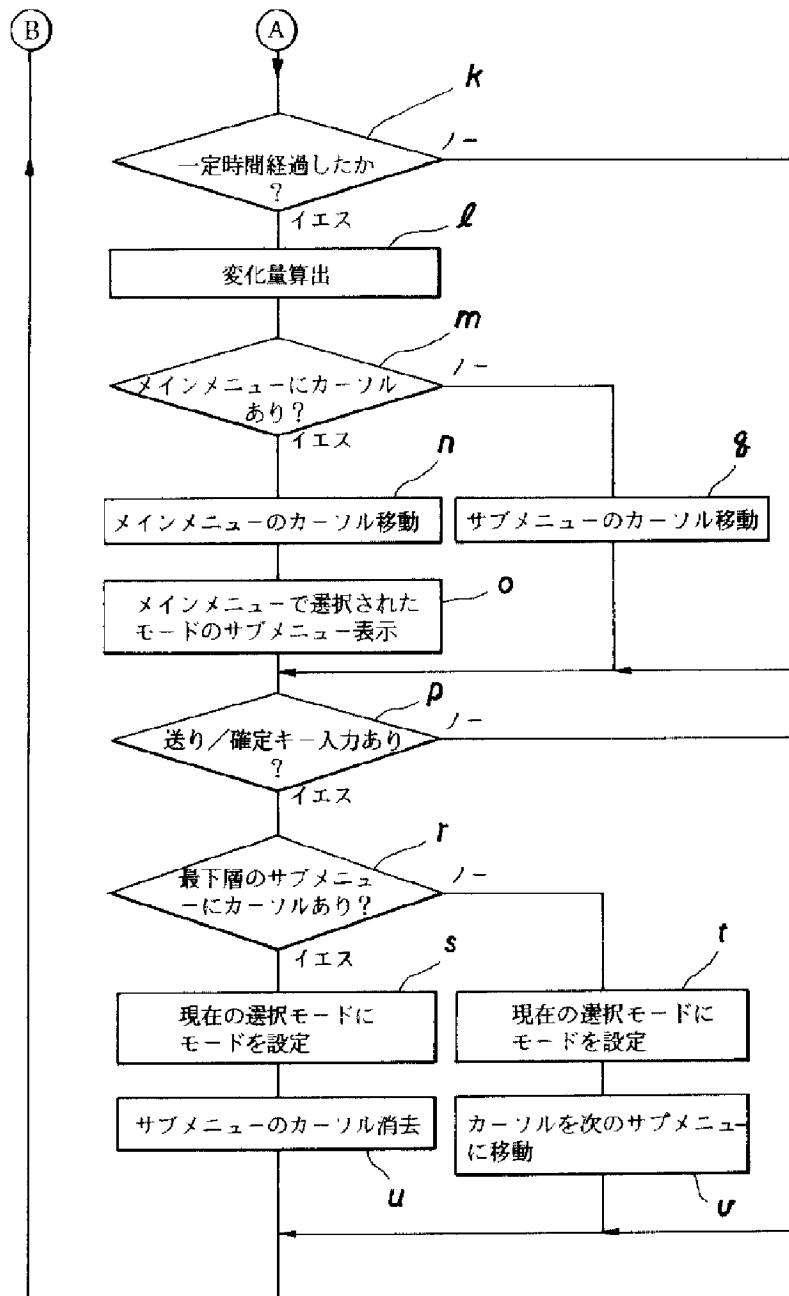 B
A
k
一定時間経過したか
?
ノー
イエス
l
変化量算出
m
メインメニューにカーソル
あり?
ノー
イエス
n
メインメニューのカーソル移動
q
サブメニューのカーソル移動
o
メインメニューで選択された
モードのサブメニュー表示
p
送り/確定キー入力あり
?
ノー
イエス
r
最下層のサブメニュ
ーにカーソルあり?
ノー
イエス
s
現在の選択モードに
モードを設定
t
現在の選択モードに
モードを設定
サブメニューのカーソル消去
u
カーソルを次のサブメニュー
に移動
v